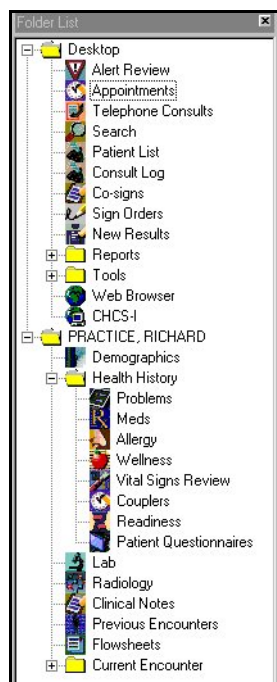 Folder List
Desktop
Alert Review
Appointments
Telephone Consults
Search
Patient List
Consult Log
Co-signs
Sign Orders
New Results
Reports
Tools
Web Browser
CHCS-I
PRACTICE, RICHARD
Demographics
Health History
Problems
Meds
Allergy
Wellness
Vital Signs Review
Couplers
Readiness
Patient Questionnaires
Lab
Radiology
Clinical Notes
Previous Encounters
Flowsheets
Current Encounter